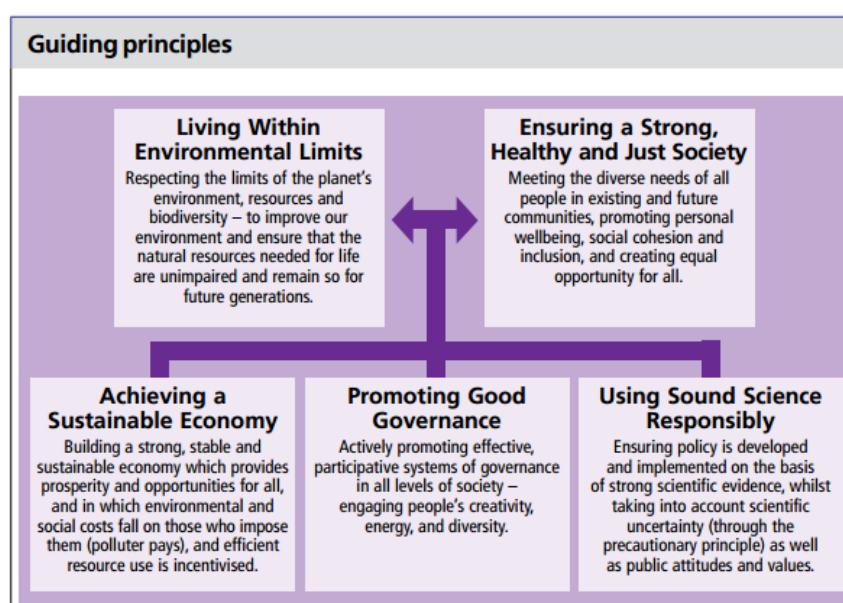 Guiding principles
Living Within
Environmental Limits
Respecting the limits of the planet's
environment, resources and
biodiversity – to improve our
environment and ensure that the
natural resources needed for life
are unimpaired and remain so for
future generations.
Ensuring a Strong,
Healthy and Just Society
Meeting the diverse needs of all
people in existing and future
communities, promoting personal
wellbeing, social cohesion and
inclusion, and creating equal
opportunity for all.
Achieving a
Sustainable Economy
Building a strong, stable and
sustainable economy which provides
prosperity and opportunities for all,
and in which environmental and
social costs fall on those who impose
them (polluter pays), and efficient
resource use is incentivised.
Promoting Good
Governance
Actively promoting effective,
participative systems of governance
in all levels of society –
engaging people's creativity,
energy, and diversity.
Using Sound Science
Responsibly
Ensuring policy is developed
and implemented on the basis
of strong scientific evidence, whilst
taking into account scientific
uncertainty (through the
precautionary principle) as well
as public attitudes and values.